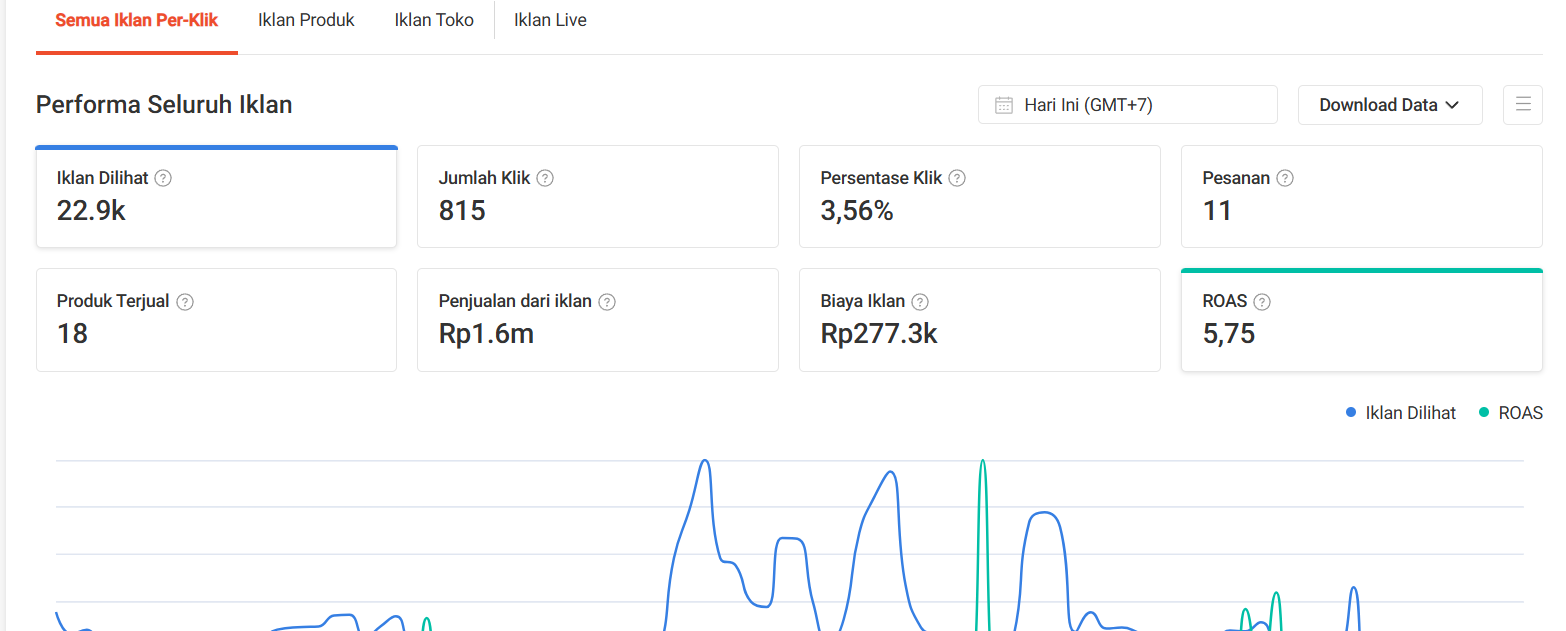 Semua Iklan Per-Klik Iklan Produk Iklan Toko Iklan Live
Performa Seluruh Iklan Hari Ini (GMT+7) Download Data
Iklan Dilihat ? Jumlah Klik ? Persentase Klik ? Pesanan ?
22.9k 815 3,56% 11
Produk Terjual ? Penjualan dari iklan ? Biaya Iklan ? ROAS ?
18 Rp1.6m Rp277.3k 5,75
Iklan Dilihat ROAS